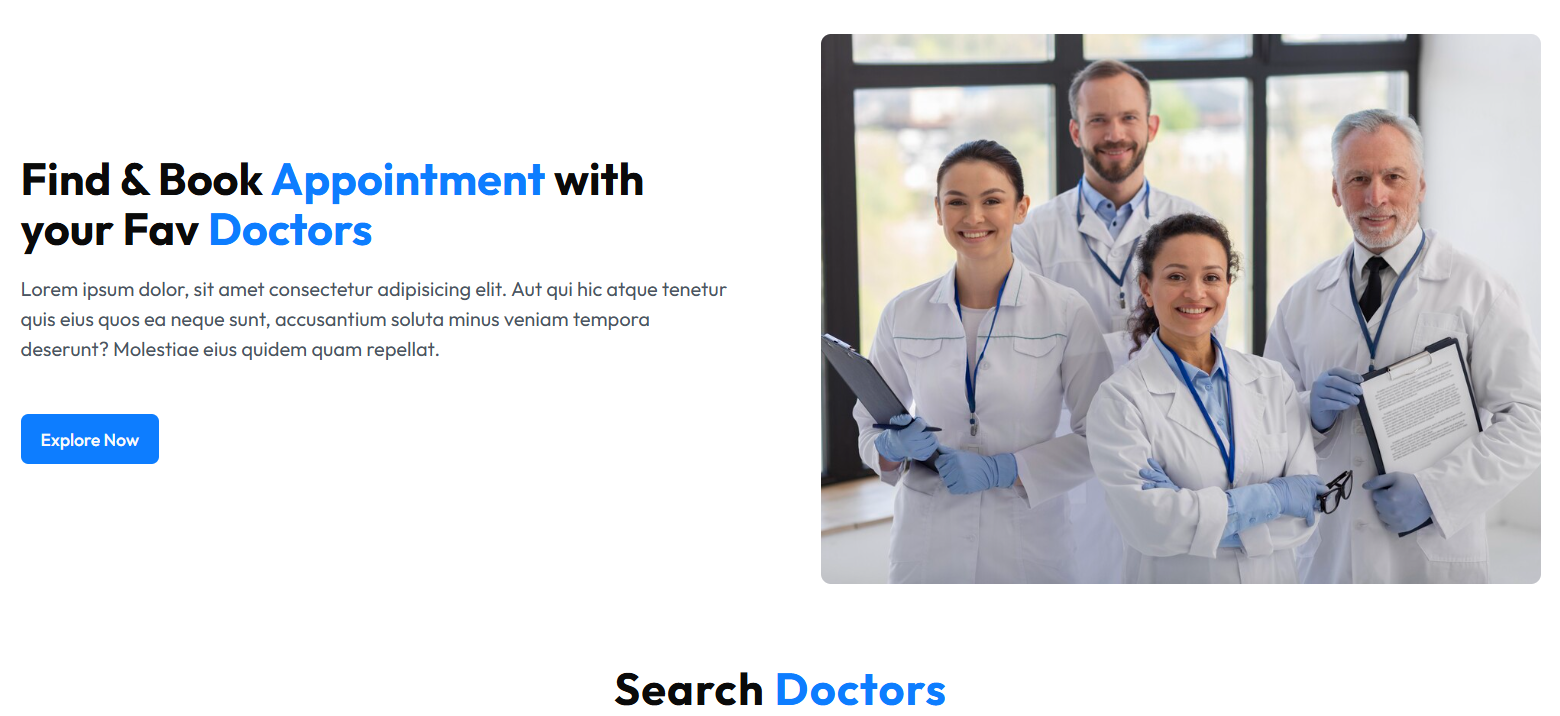 Find & Book Appointment with
your Fav Doctors
Lorem ipsum dolor, sit amet consectetur adipisicing elit. Aut qui hic atque tenetur
quis eius quos ea neque sunt, accusantium soluta minus veniam tempora
deserunt? Molestiae eius quidem quam repellat.
Explore Now
Search Doctors